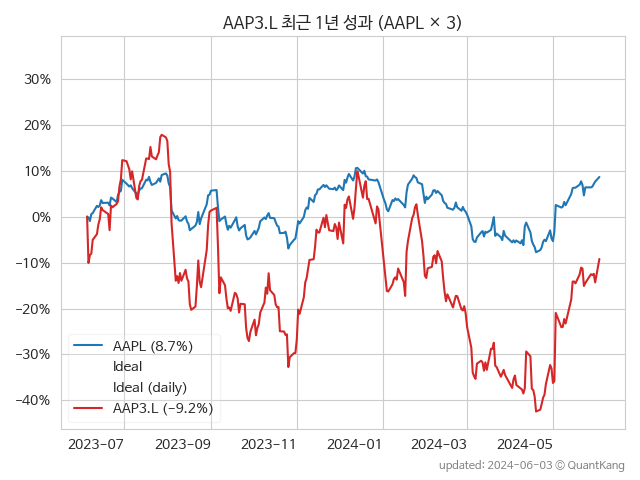 AAP3.L 최근 1년 성과 (AAPL × 3)
30%
20%
10%
0%
−10%
−20%
−30%
−40%
AAPL (8.7%)
Ideal
Ideal (daily)
AAP3.L (−9.2%)
2023−07 2023−09 2023−11 2024−01 2024−03 2024−05
updated: 2024-06-03 © QuantKang